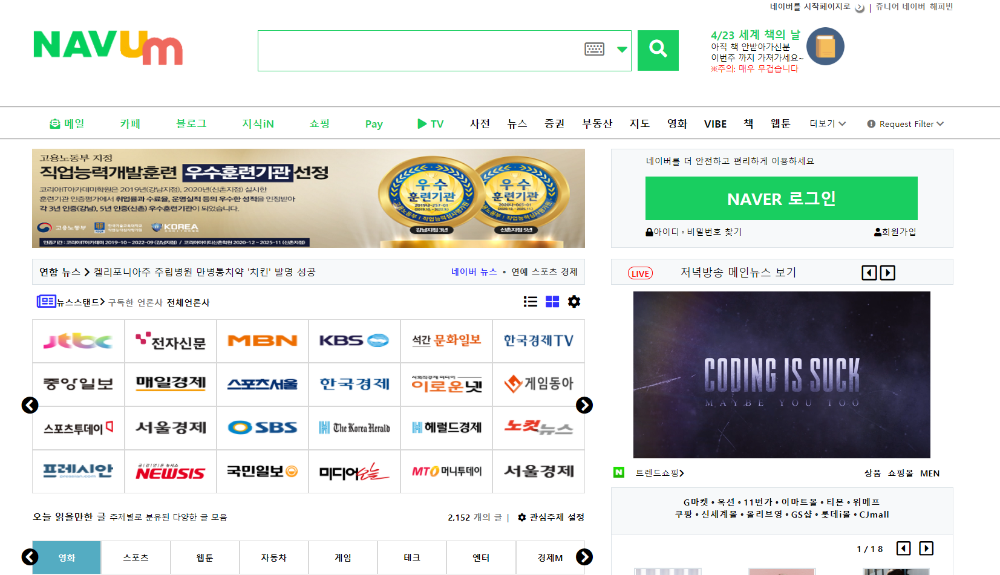 네이버를 시작페이지로 | 쥬니어 네이버 해피빈
NAVUm
4/23 세계 책의 날
아직 책 안받아가신분
이번주 까지 가져가세요~
※주의: 매우 무겁습니다
메일 카페 블로그 지식iN 쇼핑 Pay TV 사전 뉴스 증권 부동산 지도 영화 VIBE 책 웹툰 더보기 Request Filter
고용노동부 지정
직업능력개발훈련 우수훈련기관선정
코리아IT아카데미학원은 2019년(강남지점), 2020년(신촌지점) 실시한
훈련기관 인증평가에서 취업률과 수료율, 운영실적 등의 우수한 성적을 인정받아
각 3년 인증(강남), 5년 인증(신촌) 우수훈련기관이 되었습니다.
고용노동부 KOREA
인증기간 : 코리아IT아카데미 2019-10 ~ 2022-09 (강남지점) / 코리아아이티신촌학원 2020-12 ~ 2025-11 (신촌지점)
우수 우수
훈련기관 훈련기관
2019나-257-01 2020나-065-01
(2019.10. ~ 2022.9.) (2020.12. ~ 2025.11.)
강남지점 3년 신촌지점 5년
네이버를 더 안전하고 편리하게 이용하세요
NAVER 로그인
아이디 • 비밀번호 찾기 회원가입
연합 뉴스 켈리포니아주 주립병원 만병통치약 '치킨' 발명 성공 네이버 뉴스 • 연예 스포츠 경제
LIVE 저녁방송 메인뉴스 보기
뉴스스탠드 구독한 언론사 전체언론사
jtbc 전자신문 MBN KBS 석간 문화일보 한국경제TV
중앙일보 매일경제 스포츠서울 한국경제 사회적경제 미디어 이로운넷 게임동아
스포츠투데이 서울경제 SBS The Korea Herald 헤럴드경제 노컷뉴스
프레시안 pressian.com 공감언론 뉴시스 NEWSIS 국민일보 미디어오늘 MTO 머니투데이 서울경제
CODING IS SUCK
MAYBE YOU TOO
N 트렌드쇼핑 상품 쇼핑몰 MEN
G마켓 • 옥션 • 11번가 • 이마트몰 • 티몬 • 위메프
쿠팡 • 신세계몰 • 올리브영 • GS샵 • 롯데i몰 • CJmall
1 / 1 8
오늘 읽을만한 글 주제별로 분유된 다양한 글 모음 2,152 개의 글 | 관심주제 설정
영화 스포츠 웹툰 자동차 게임 테크 엔터 경제M